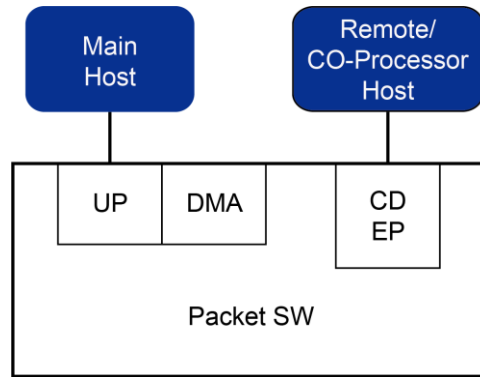 Main
Host
Remote/
CO-Processor
Host
UP
DMA
CD
EP
Packet SW